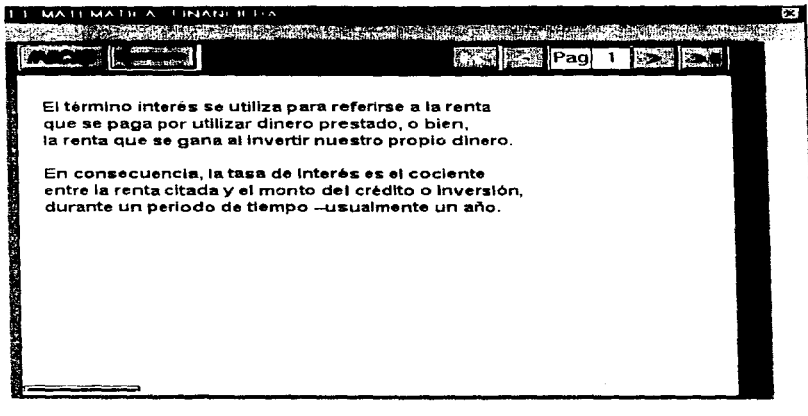 MATEMATICA FINANCIERA
Pag 1
El término interés se utiliza para referirse a la renta
que se paga por utilizar dinero prestado, o bien,
la renta que se gana al invertir nuestro propio dinero.
En consecuencia, la tasa de interés es el cociente
entre la renta citada y el monto del crédito o inversión,
durante un periodo de tiempo –usualmente un año.